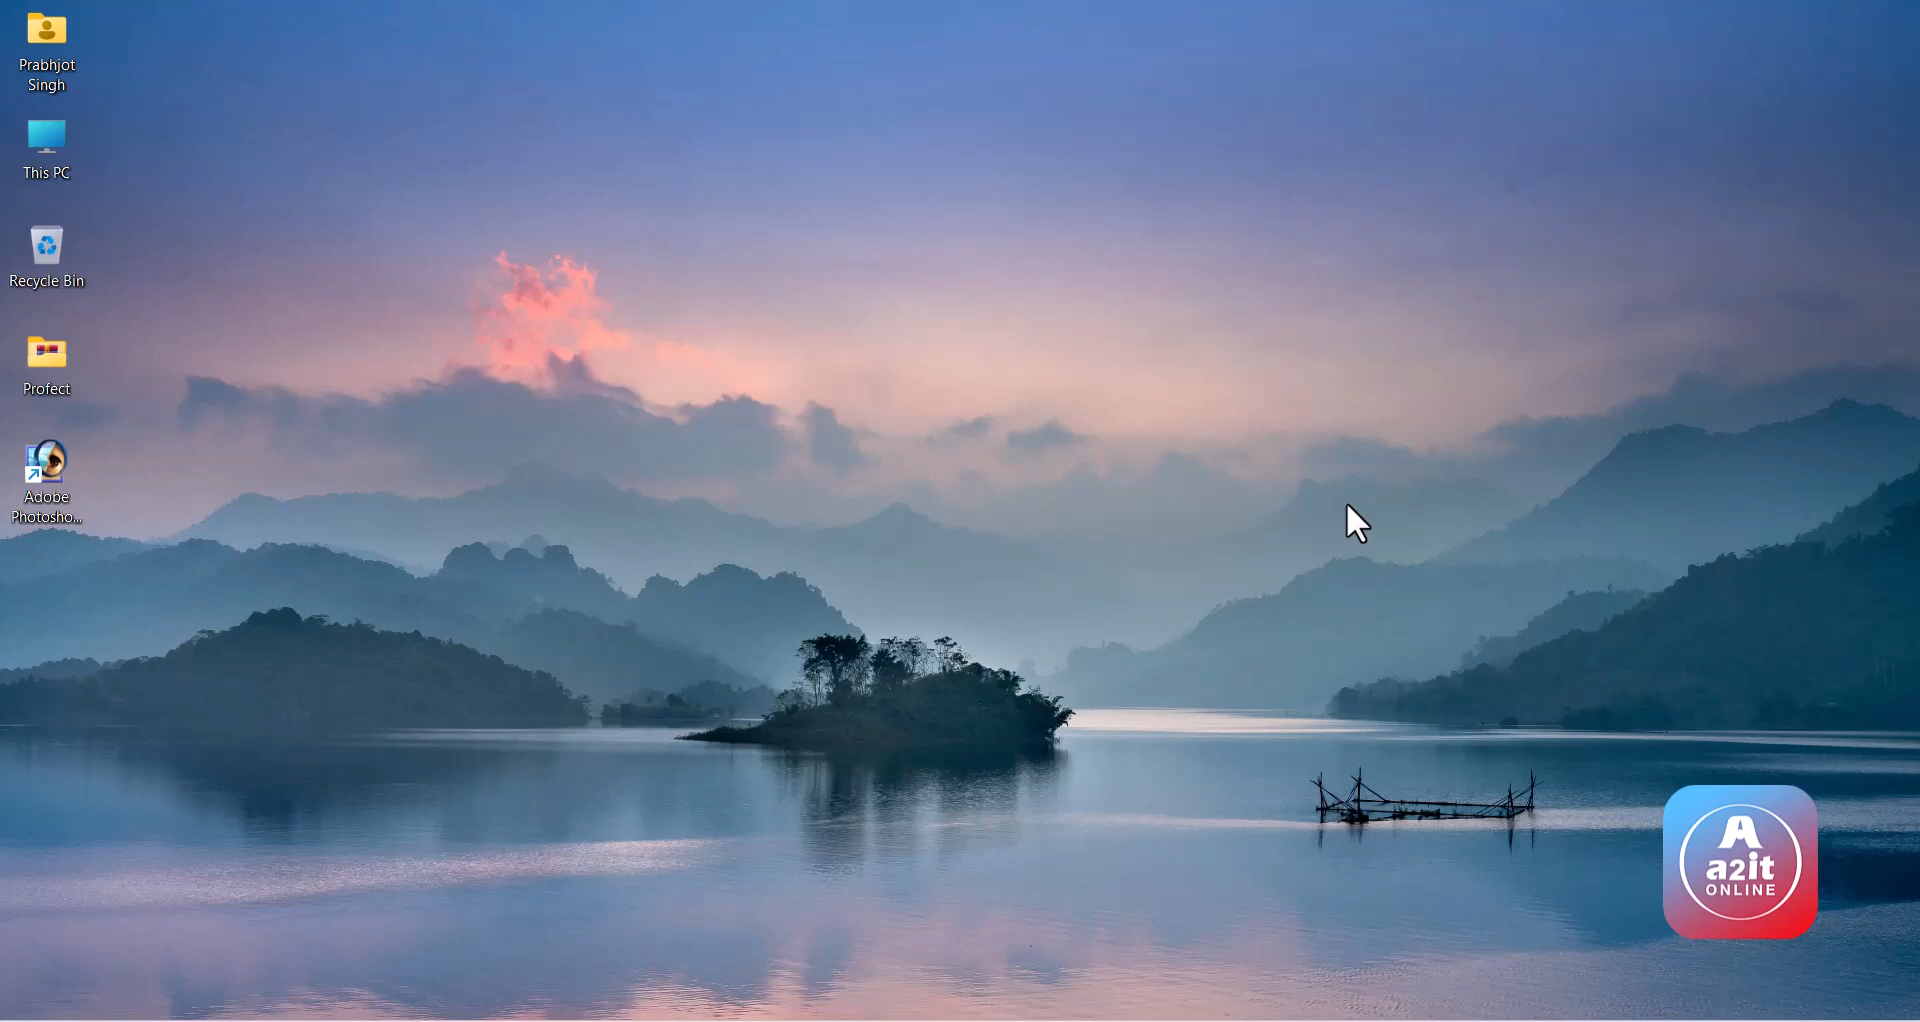 Prabhjot
Singh
This PC
Recycle Bin
Profect
Adobe
Photosho...
A
a2it
ONLINE